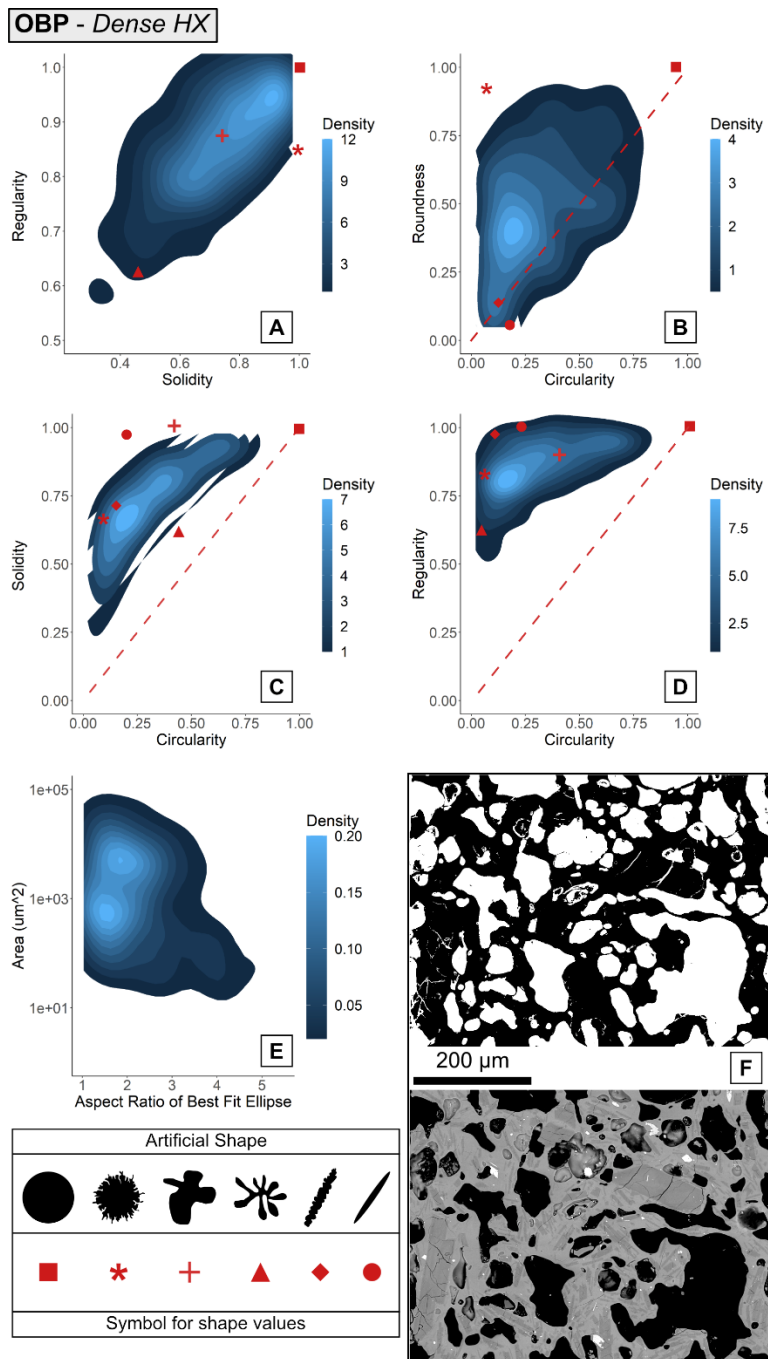 OBP - Dense HX
1.0
0.9
0.8
0.7
0.6
0.5
Regularity
0.4
0.6
0.8
1.0
Solidity
Density
12
9
6
3
A
1.00
0.75
0.50
0.25
0.00
Roundness
0.00
0.25
0.50
0.75
1.00
Circularity
Density
4
3
2
1
B
1.00
0.75
0.50
0.25
0.00
Solidity
0.00
0.25
0.50
0.75
1.00
Circularity
Density
7
6
5
4
3
2
1
C
1.00
0.75
0.50
0.25
0.00
Regularity
0.00
0.25
0.50
0.75
1.00
Circularity
Density
7.5
5.0
2.5
D
1e+05
1e+03
1e+01
Area (um^2)
1
2
3
4
5
Aspect Ratio of Best Fit Ellipse
Density
0.20
0.15
0.10
0.05
E
200 µm
F
Artificial Shape
Symbol for shape values